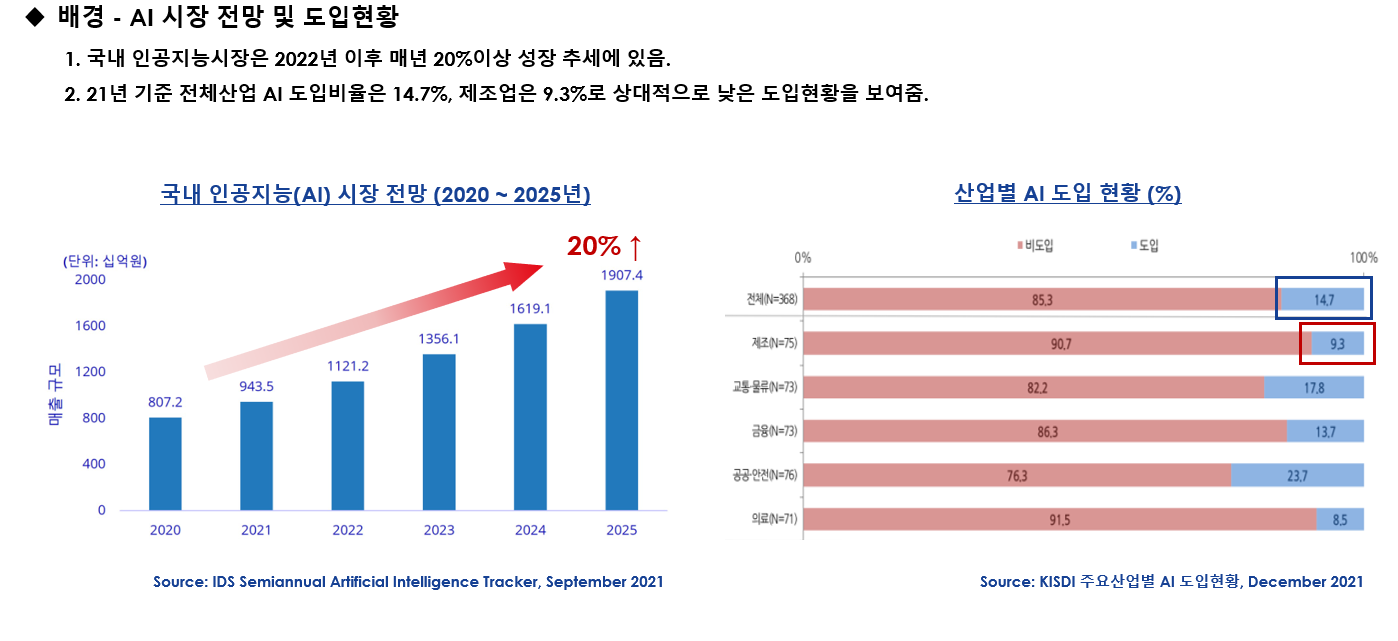 ◆ 배경 - AI 시장 전망 및 도입현황
1. 국내 인공지능시장은 2022년 이후 매년 20%이상 성장 추세에 있음.
2. 21년 기준 전체산업 AI 도입비율은 14.7%, 제조업은 9.3%로 상대적으로 낮은 도입현황을 보여줌.
국내 인공지능(AI) 시장 전망 (2020 ~ 2025년)
20% ↑
(단위: 십억원)
매출 규모
2000
1600
1200
800
400
0
807.2
943.5
1121.2
1356.1
1619.1
1907.4
2020 2021 2022 2023 2024 2025
Source: IDS Semiannual Artificial Intelligence Tracker, September 2021
산업별 AI 도입 현황 (%)
비도입 도입
0% 100%
전체(N=368) 85,3 14,7
제조(N=75) 90,7 9,3
교통·물류(N=73) 82,2 17,8
금융(N=73) 86,3 13,7
공공·안전(N=76) 76,3 23,7
의료(N=71) 91,5 8,5
Source: KISDI 주요산업별 AI 도입현황, December 2021